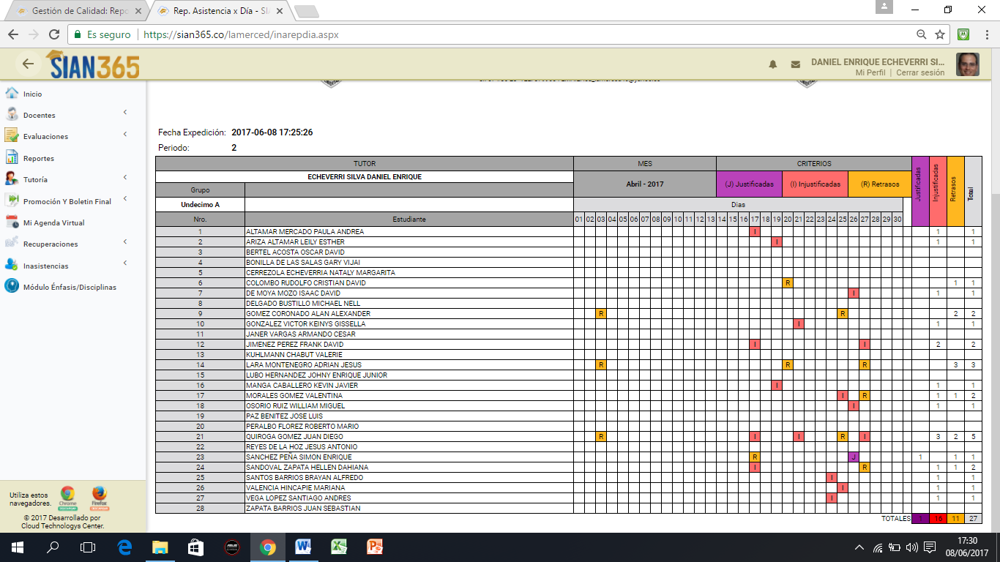 Gestión de Calidad: Repo
Rep. Asistencia x Día - SIA
Es seguro | https://sian365.co/lamerced/inarepdia.aspx
SIAN365
DANIEL ENRIQUE ECHEVERRI SI...
Mi Perfil | Cerrar sesión
Inicio
Docentes
Evaluaciones
Reportes
Tutoría
Promoción Y Boletin Final
Mi Agenda Virtual
Recuperaciones
Inasistencias
Módulo Énfasis/Disciplinas
Utiliza estos
navegadores.
Chrome
Firefox
© 2017 Desarrollado por
Cloud Technologys Center.
Fecha Expedición: 2017-06-08 17:25:26
Periodo: 2
TUTOR MES CRITERIOS Justificadas Injustificadas Retrasos Total
ECHEVERRI SILVA DANIEL ENRIQUE
Abril - 2017 (J) Justificadas (I) Injustificadas (R) Retrasos
Grupo
Undecimo A Dias
Nro. Estudiante 01 02 03 04 05 06 07 08 09 10 11 12 13 14 15 16 17 18 19 20 21 22 23 24 25 26 27 28 29 30
1 ALTAMAR MERCADO PAULA ANDREA I 1 1
2 ARIZA ALTAMAR LEILY ESTHER I 1 1
3 BERTEL ACOSTA OSCAR DAVID
4 BONILLA DE LAS SALAS GARY VIJAI
5 CERREZOLA ECHEVERRIA NATALY MARGARITA
6 COLOMBO RUDOLFO CRISTIAN DAVID R 1 1
7 DE MOYA MOZO ISAAC DAVID I 1 1
8 DELGADO BUSTILLO MICHAEL NELL
9 GOMEZ CORONADO ALAN ALEXANDER R R 2 2
10 GONZALEZ VICTOR KEINYS GISSELLA I 1 1
11 JANER VARGAS ARMANDO CESAR
12 JIMENEZ PEREZ FRANK DAVID I I 2 2
13 KUHLMANN CHABUT VALERIE
14 LARA MONTENEGRO ADRIAN JESUS R R R 3 3
15 LUBO HERNANDEZ JOHNY ENRIQUE JUNIOR
16 MANGA CABALLERO KEVIN JAVIER I 1 1
17 MORALES GOMEZ VALENTINA I R 1 1 2
18 OSORIO RUIZ WILLIAM MIGUEL I 1 1
19 PAZ BENITEZ JOSE LUIS
20 PERALBO FLOREZ ROBERTO MARIO
21 QUIROGA GOMEZ JUAN DIEGO R I I R I 3 2 5
22 REYES DE LA HOZ JESUS ANTONIO
23 SANCHEZ PEÑA SIMON ENRIQUE R J 1 1 1
24 SANDOVAL ZAPATA HELLEN DAHIANA I R 1 1 2
25 SANTOS BARRIOS BRAYAN ALFREDO I 1 1
26 VALENCIA HINCAPIE MARIANA I 1 1
27 VEGA LOPEZ SANTIAGO ANDRES I 1 1
28 ZAPATA BARRIOS JUAN SEBASTIAN
TOTALES 1 16 11 27
17:30
08/06/2017